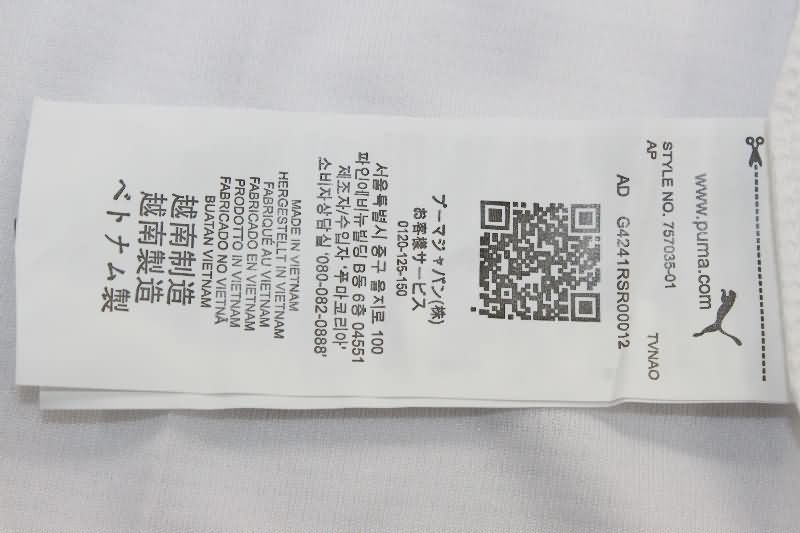 www.puma.com
STYLE NO. 757035-01
AP TVNAO
AD G4241RSR00012
プーマジャパン(株)
お客様サービス
0120-125-150
서울특별시 중구 을지로 100
파인에비뉴빌딩 B동 6층 04551
제조자/수입자 '푸마코리아'
소비자상담실 '080-082-0888'
MADE IN VIETNAM
HERGESTELLT IN VIETNAM
FABRIQUÉ AU VIETNAM
FABRICADO EN VIETNAM
PRODOTTO IN VIETNAM
FABRICADO NO VIETNÃ
BUATAN VIETNAM
越南制造
越南製造
ベトナム製